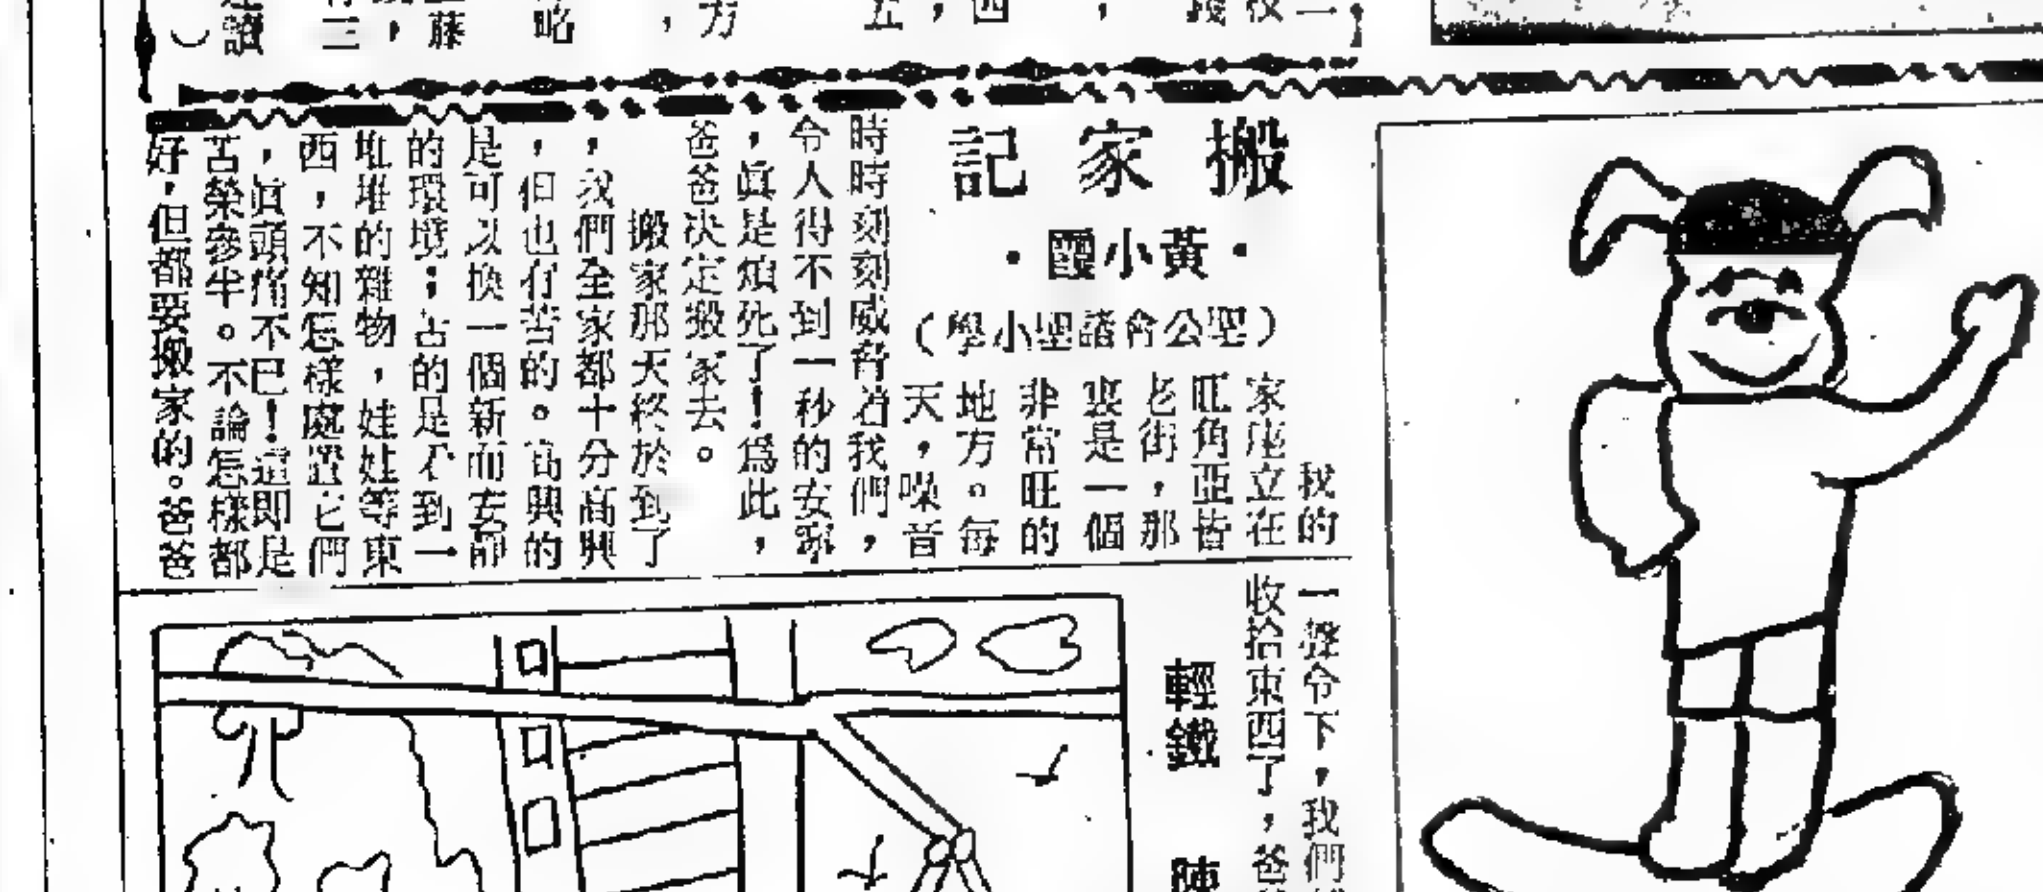 搬家記
·黃小霞·
(聖公會諸聖小學)
我的
家座立在
旺角亞皆
老街，那
裏是一個
非常旺的
地方。每
天，噪音
時時刻刻威脅着我們，
令人得不到一秒的安寧
，眞是煩死了！爲此，
爸爸決定搬家去。
搬家那天終於到了
，我們全家都十分高興
，但也有苦的。高興的
是可以換一個新而安靜
的環境；苦的是不到一
堆堆的雜物，娃娃等東
西，不知怎樣處置它們
，眞頭痛不已！這即是
苦樂參半。不論怎樣都
好，但都要搬家的。爸爸
一聲令下，我們
收拾東西了，爸
輕鐵 陳